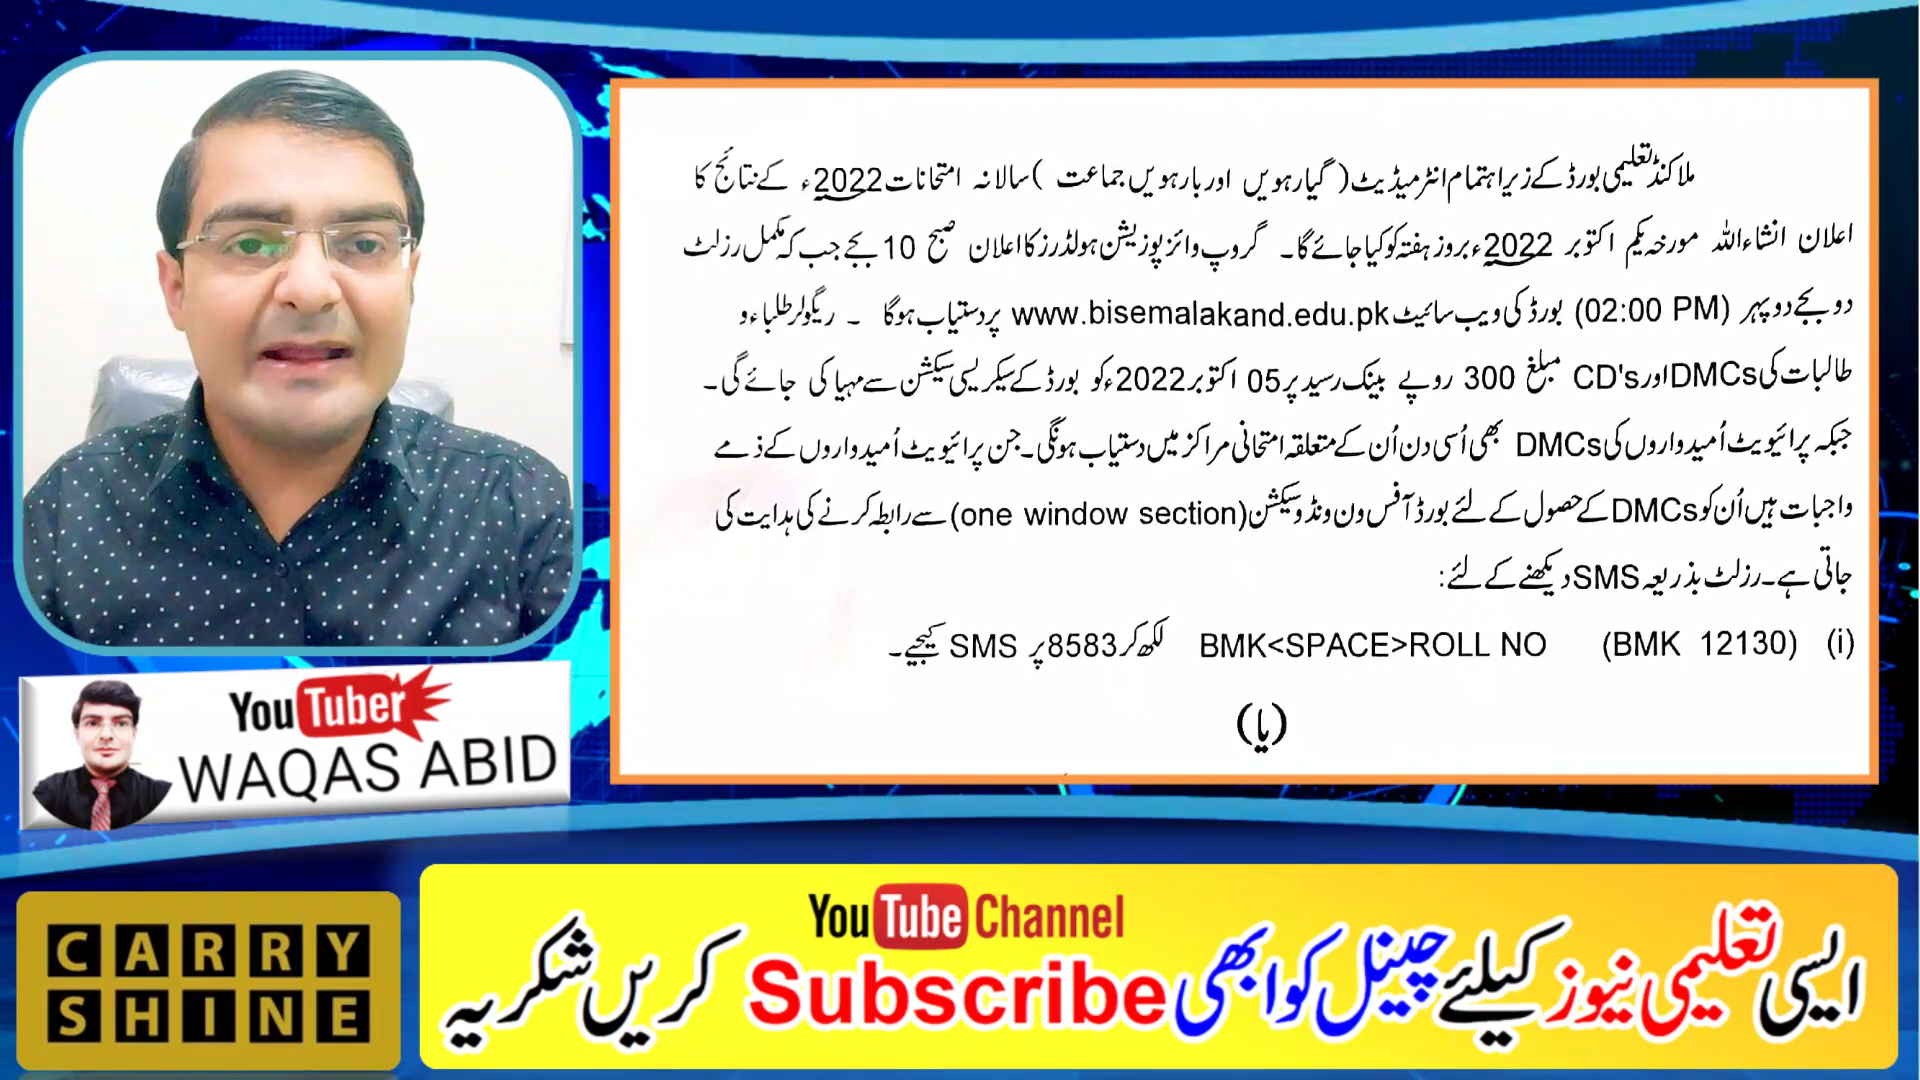 ملاکنڈ تعلیمی بورڈ کے زیر اہتمام انٹرمیڈیٹ (گیارہویں اور بارہویں جماعت) سالانہ امتحانات 2022ء کے نتائج کا
اعلان انشاءاللہ مورخہ یکم اکتوبر 2022ء بروز ہفتہ کو کیا جائے گا۔ گروپ وائز پوزیشن ہولڈرز کا اعلان صبح 10 بجے جب کہ مکمل رزلٹ
دو بجے دوپہر (02:00 PM) بورڈ کی ویب سائیٹ www.bisemalakand.edu.pk پر دستیاب ہوگا ۔ ریگولر طلباء و
طالبات کی DMCs اور CD's مبلغ 300 روپے بینک رسید پر 05 اکتوبر 2022ء کو بورڈ کے سیکریسی سیکشن سے مہیا کی جائے گی۔
جبکہ پرائیویٹ اُمیدواروں کی DMCs بھی اُسی دن اُن کے متعلقہ امتحانی مراکز میں دستیاب ہونگی۔ جن پرائیویٹ اُمیدواروں کے ذمے
واجبات ہیں اُن کو DMCs کے حصول کے لئے بورڈ آفس ون ونڈو سیکشن (one window section) سے رابطہ کرنے کی ہدایت کی
جاتی ہے۔ رزلٹ بذریعہ SMS دیکھنے کے لئے:
(i) (BMK 12130) BMK<SPACE>ROLL NO لکھ کر 8583 پر SMS کیجیے۔
(یا)
YouTuber
WAQAS ABID
CARRY
SHINE
YouTube Channel
ایسی تعلیمی نیوز کیلئے چینل کو ابھی Subscribe کریں شکریہ